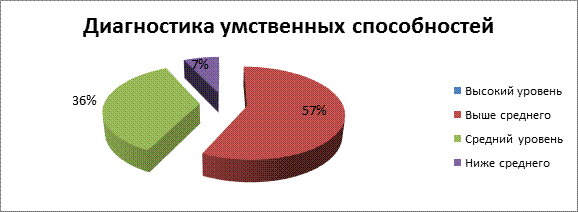 Диагностика умственных способностей
7%
36%
57%
Высокий уровень
Выше среднего
Средний уровень
Ниже среднего